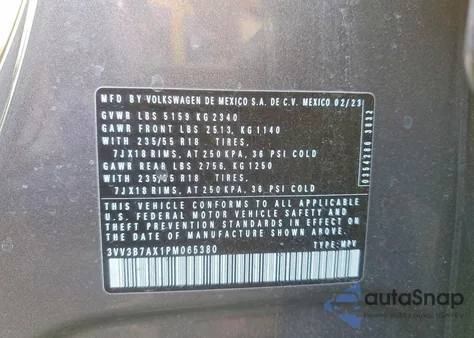 MFD BY VOLKSWAGEN DE MEXICO S.A. DE C.V. MEXICO 02/23
GVWR LBS 5159 KG 2340
GAWR FRONT LBS 2513, KG 1140
WITH 235/55 R18 TIRES,
7JX18 RIMS, AT 250 KPA, 36 PSI COLD
GAWR REAR LBS 2756, KG 1250
WITH 235/55 R18 TIRES,
7JX18 RIMS, AT 250 KPA, 36 PSI COLD
THIS VEHICLE CONFORMS TO ALL APPLICABLE
U.S. FEDERAL MOTOR VEHICLE SAFETY AND
THEFT PREVENTION STANDARDS IN EFFECT ON THE
DATE OF MANUFACTURE SHOWN ABOVE.
3VV3B7AX1PM065380 TYPE: MPV
autoSnap